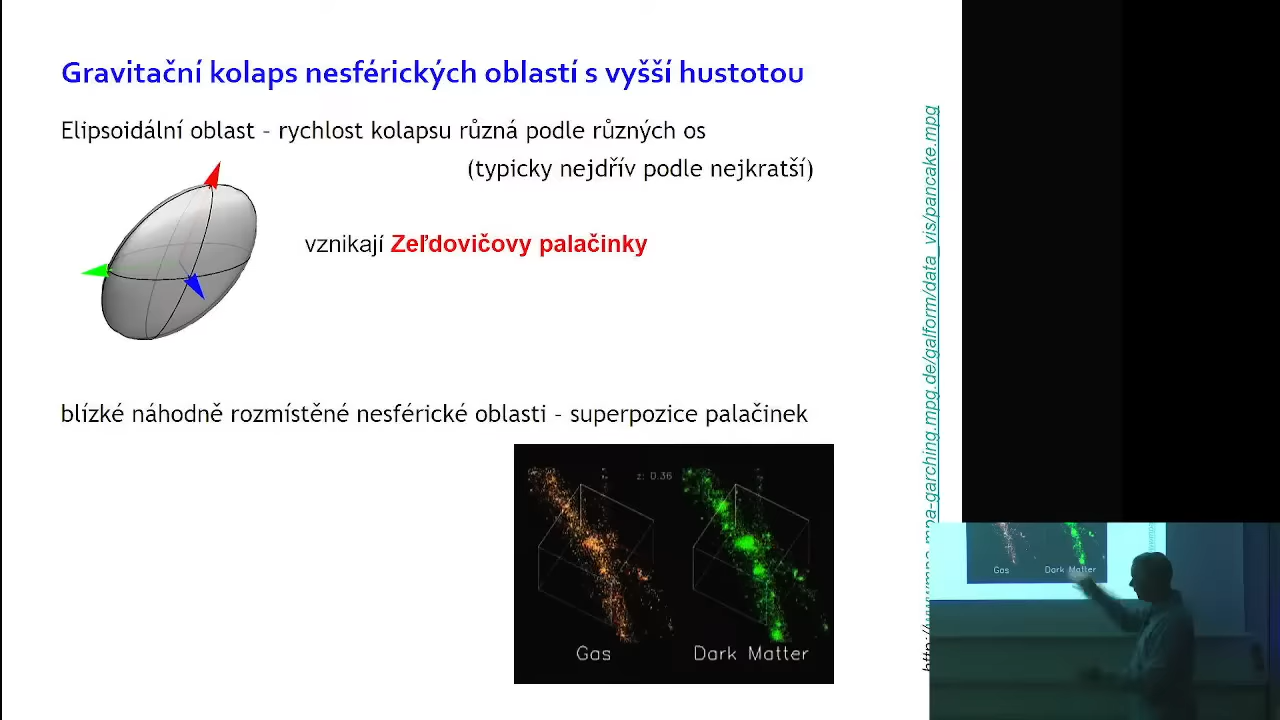 Gravitační kolaps nesférických oblastí s vyšší hustotou
Elipsoidální oblast – rychlost kolapsu různá podle různých os
(typicky nejdřív podle nejkratší)
vznikají Zeľdovičovy palačinky
blízké náhodně rozmístěné nesférické oblasti – superpozice palačinek
z: 0.36
Gas
Dark Matter
mpa-garching.mpg.de/galform/data_vis/pancake.mpg
Gas
Dark Matter